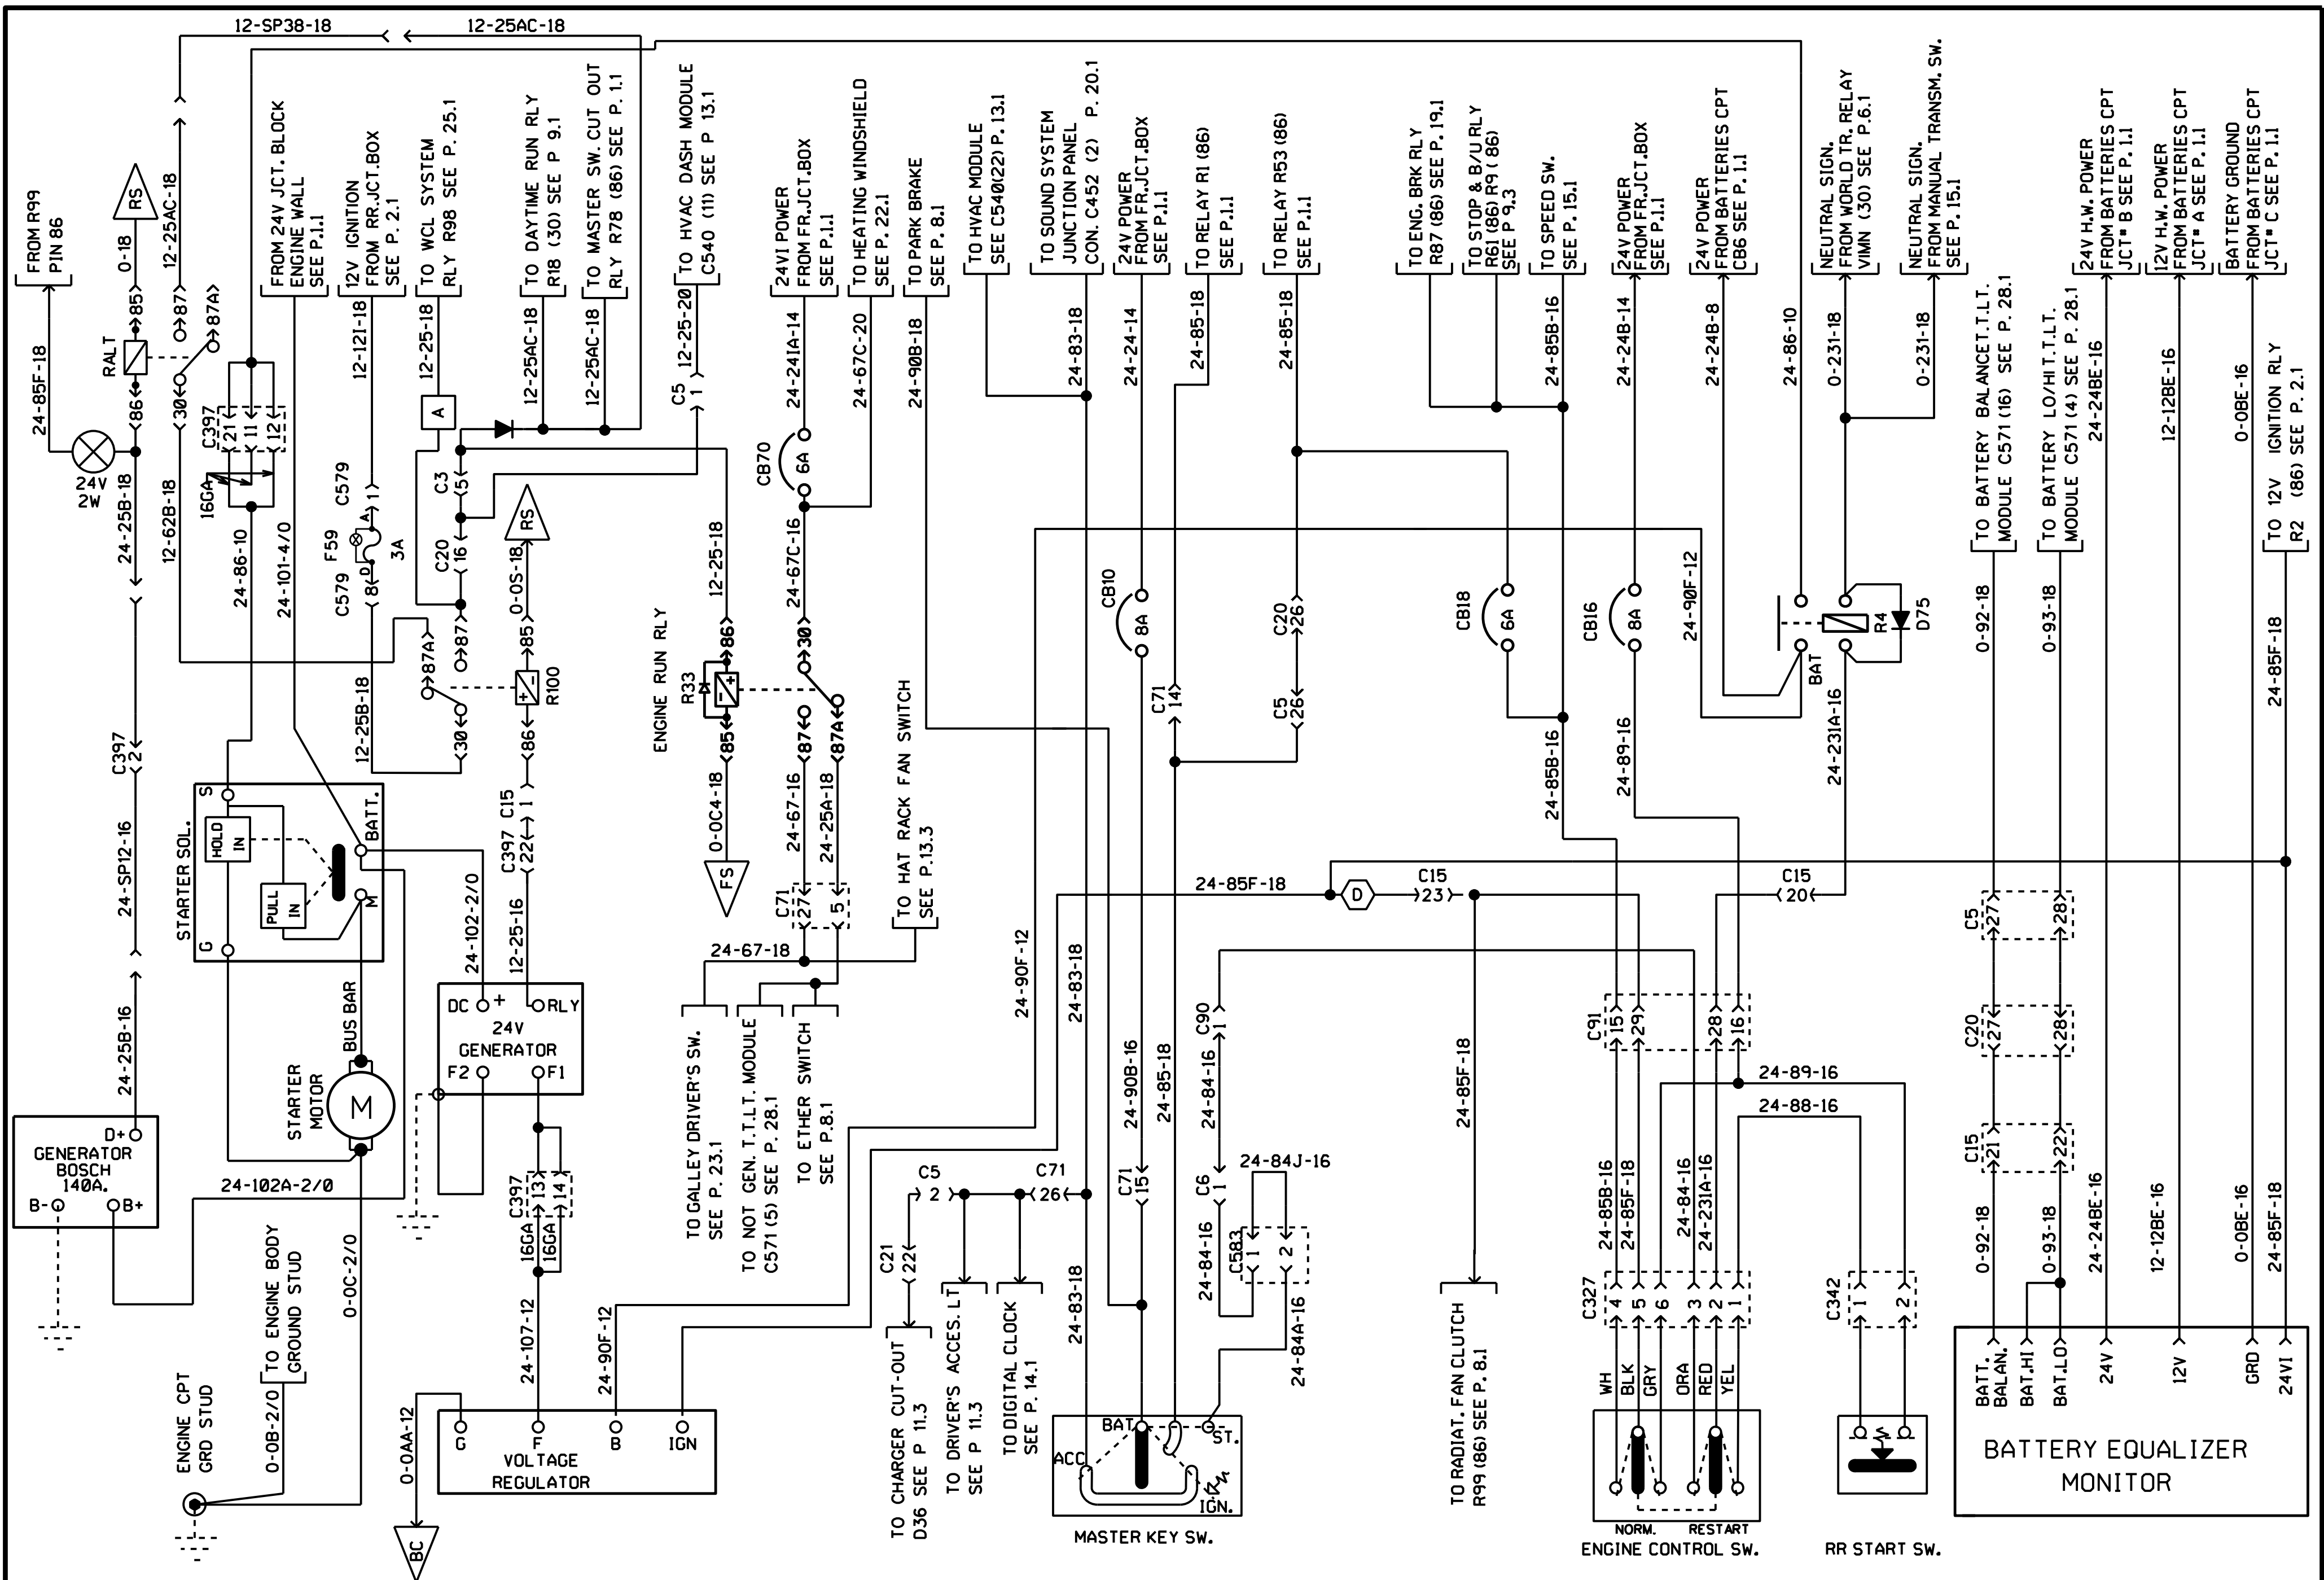 12-SP38-18
12-25AC-18
FROM R99
PIN 86
RS
0-18
12-25AC-18
FROM 24V JCT. BLOCK
ENGINE WALL
SEE P.1.1
12V IGNITION
FROM RR.JCT.BOX
SEE P. 2.1
TO WCL SYSTEM
RLY R98 SEE P. 25.1
TO DAYTIME RUN RLY
R18 (30) SEE P 9.1
TO MASTER SW. CUT OUT
RLY R78 (86) SEE P. 1.1
TO HVAC DASH MODULE
C540 (11) SEE P 13.1
24VI POWER
FROM FR.JCT.BOX
SEE P.1.1
TO HEATING WINDSHIELD
SEE P. 22.1
TO PARK BRAKE
SEE P. 8.1
TO HVAC MODULE
SEE C540(22) P. 13.1
TO SOUND SYSTEM
JUNCTION PANEL
CON. C452 (2) P. 20.1
24V POWER
FROM FR.JCT.BOX
SEE P.1.1
TO RELAY R1 (86)
SEE P.1.1
TO RELAY R53 (86)
SEE P.1.1
TO ENG. BRK RLY
R87 (86) SEE P. 19.1
TO STOP & B/U RLY
R61 (86) R9 ( 86)
SEE P 9.3
TO SPEED SW.
SEE P. 15.1
24V POWER
FROM FR.JCT.BOX
SEE P.1.1
24V POWER
FROM BATTERIES CPT
CB6 SEE P. 1.1
NEUTRAL SIGN.
FROM WORLD TR. RELAY
VIMN (30) SEE P.6.1
NEUTRAL SIGN.
FROM MANUAL TRANSM. SW.
SEE P. 15.1
24V H.W. POWER
FROM BATTERIES CPT
JCT# B SEE P. 1.1
12V H.W. POWER
FROM BATTERIES CPT
JCT# A SEE P. 1.1
BATTERY GROUND
FROM BATTERIES CPT
JCT# C SEE P. 1.1
24-85F-18
RALT
85
87
87A
86
30
24V
2W
24-25B-18
12-62B-18
C397
21
11
12
16GA
24-86-10
24-101-4/0
12-12I-18
12-25-18
A
12-25AC-18
12-25AC-18
12-25-20
C5
1
24-24IA-14
24-67C-20
24-90B-18
24-83-18
24-24-14
24-85-18
24-85-18
24-85B-16
24-24B-14
24-24B-8
24-86-10
0-231-18
0-231-18
TO BATTERY BALANCE T.L.T.
MODULE C571 (16) SEE P. 28.1
TO BATTERY LO/HI T.T.LT.
MODULE C571 (4) SEE P. 28.1
24-24BE-16
12-12BE-16
0-0BE-16
TO 12V IGNITION RLY
R2 (86) SEE P. 2.1
C579
1
A
F59
3A
D
C579
8
C3
5
C20
16
RS
0-0S-18
12-25B-18
87A
87
85
R100
30
86
12-25-18
CB70
6A
24-67C-16
ENGINE RUN RLY
R33
86
85
30
87
87A
0-0C4-18
FS
24-67-16
24-25A-18
C71
27
5
TO HAT RACK FAN SWITCH
SEE P.13.3
CB10
8A
C71
14
C20
26
C5
26
CB18
6A
CB16
8A
24-90F-12
BAT
R4
D75
24-85B-16
24-89-16
24-231A-16
0-92-18
0-93-18
24-85F-18
C397
2
24-SP12-16
24-25B-16
STARTER SOL.
S
HOLD
IN
PULL
IN
BATT.
M
G
24-102-2/0
12-25-16
C15
1
C397
22
BUS BAR
STARTER
MOTOR
M
DC
+
RLY
24V
GENERATOR
F2
F1
24-67-18
TO GALLEY DRIVER'S SW.
SEE P. 23.1
TO NOT GEN. T.T.LT. MODULE
C571 (5) SEE P. 28.1
TO ETHER SWITCH
SEE P.8.1
24-85F-18
D
C15
23
C15
20
24-90F-12
24-83-18
24-90B-16
24-85-18
C90
1
24-84-16
24-85F-18
C91
15
29
28
16
24-89-16
24-88-16
C5
27
28
C20
27
28
C15
21
22
D+
GENERATOR
BOSCH
140A.
B-
B+
24-102A-2/0
TO ENGINE BODY
GROUND STUD
0-0C-2/0
C397
13
14
16GA
16GA
24-107-12
24-90F-12
C5
2
C71
26
C21
22
C71
15
C6
1
24-84J-16
24-84-16
C583
1
2
24-84A-16
24-83-18
TO CHARGER CUT-OUT
D36 SEE P 11.3
TO DRIVER'S ACCES. LT
SEE P 11.3
TO DIGITAL CLOCK
SEE P. 14.1
TO RADIAT. FAN CLUTCH
R99 (86) SEE P. 8.1
24-85B-16
24-85F-18
24-84-16
24-231A-16
C327
4
5
6
3
2
1
WH
BLK
GRY
ORA
RED
YEL
C342
1
2
0-92-18
0-93-18
24-24BE-16
12-12BE-16
0-0BE-16
24-85F-18
ENGINE CPT
GRD STUD
0-0B-2/0
0-0AA-12
BC
G
F
B
IGN
VOLTAGE
REGULATOR
BAT
ACC
ST.
IGN.
MASTER KEY SW.
NORM.
RESTART
ENGINE CONTROL SW.
RR START SW.
BATT.
BALAN.
BAT.HI
BAT.LO
24V
12V
GRD
24VI
BATTERY EQUALIZER
MONITOR